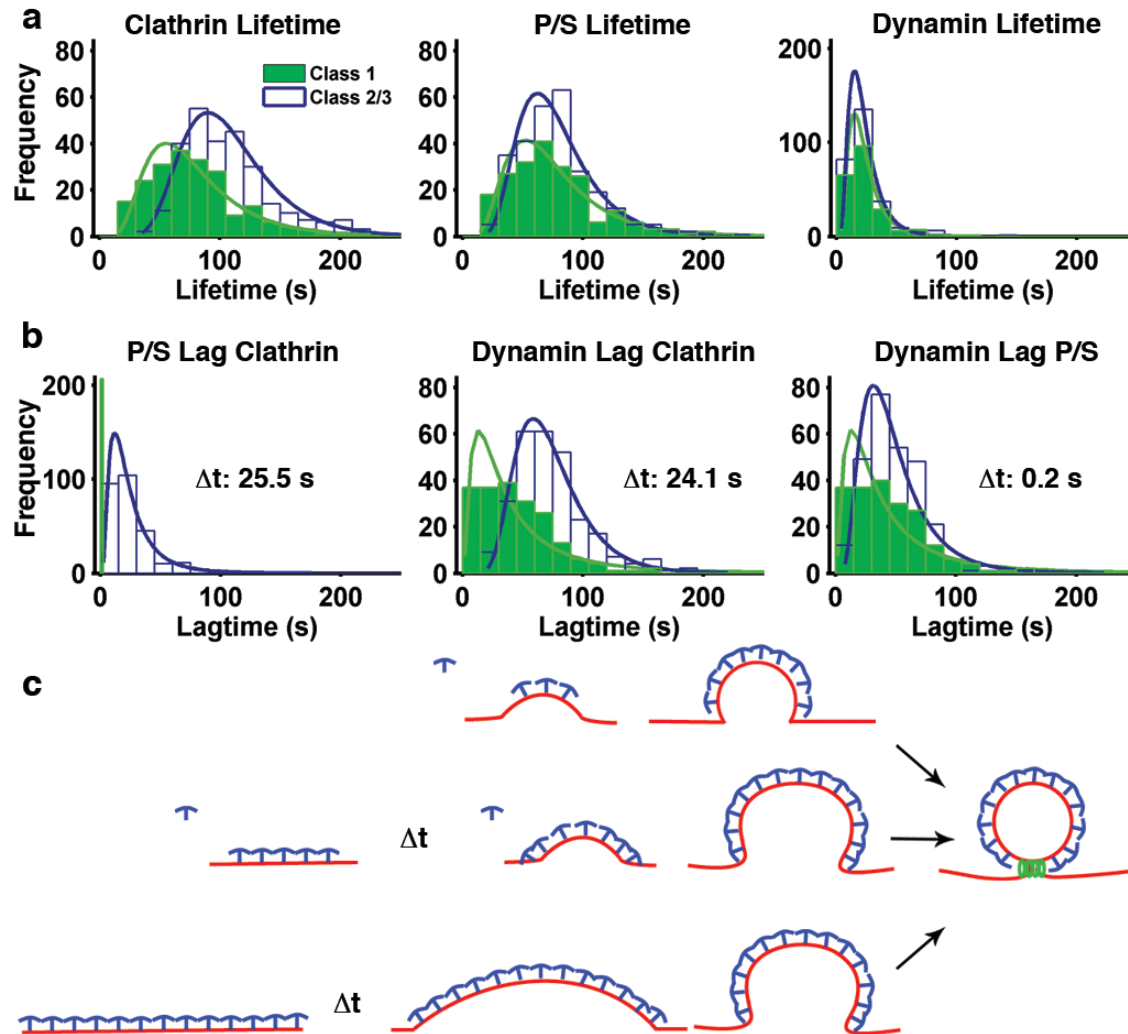 a
Clathrin Lifetime
P/S Lifetime
Dynamin Lifetime
Frequency
80
60
40
20
0
Class 1
Class 2/3
0 100 200
Lifetime (s)
80
60
40
20
0
0 100 200
Lifetime (s)
200
100
0
0 100 200
Lifetime (s)
b
P/S Lag Clathrin
Dynamin Lag Clathrin
Dynamin Lag P/S
Frequency
200
100
0
Δt: 25.5 s
0 100 200
Lagtime (s)
80
60
40
20
0
Δt: 24.1 s
0 100 200
Lagtime (s)
80
60
40
20
0
Δt: 0.2 s
0 100 200
Lagtime (s)
c
Δt
Δt